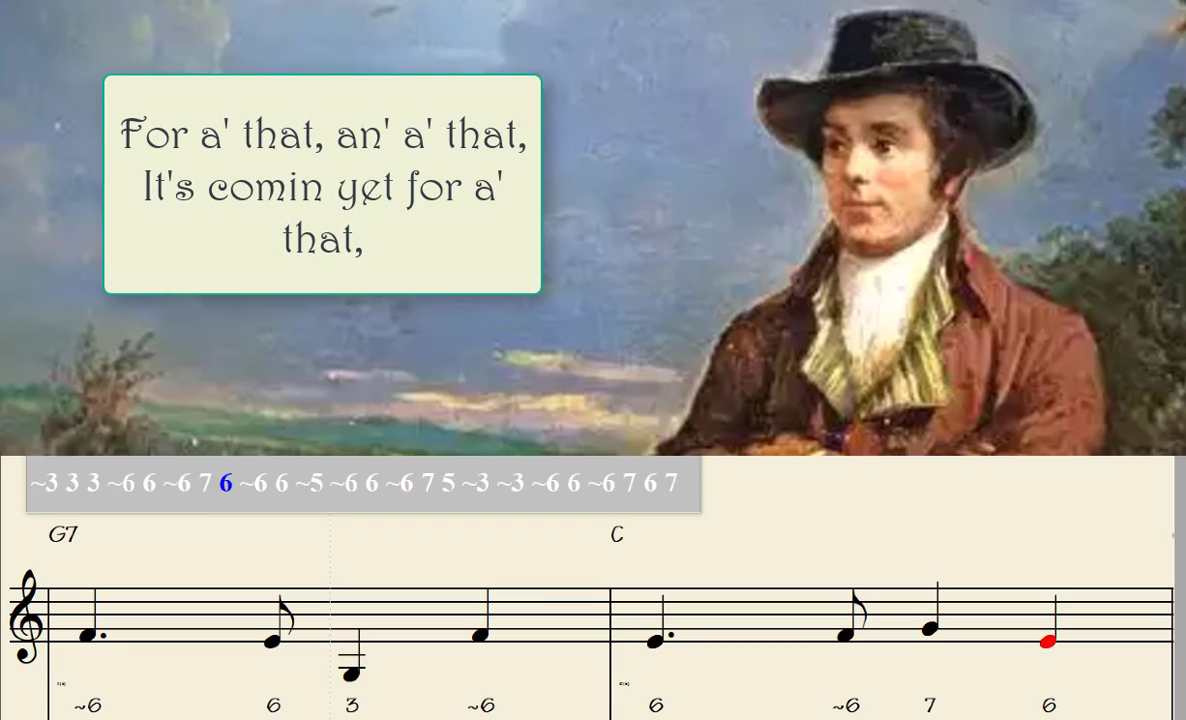 For a' that, an' a' that,
It's comin yet for a'
that,
~3 3 3 ~6 6 ~6 7 6 ~6 6 ~5 ~6 6 ~6 7 5 ~3 ~3 ~6 6 ~6 7 6 7
G7 C
~6 6 3 ~6 6 ~6 7 6